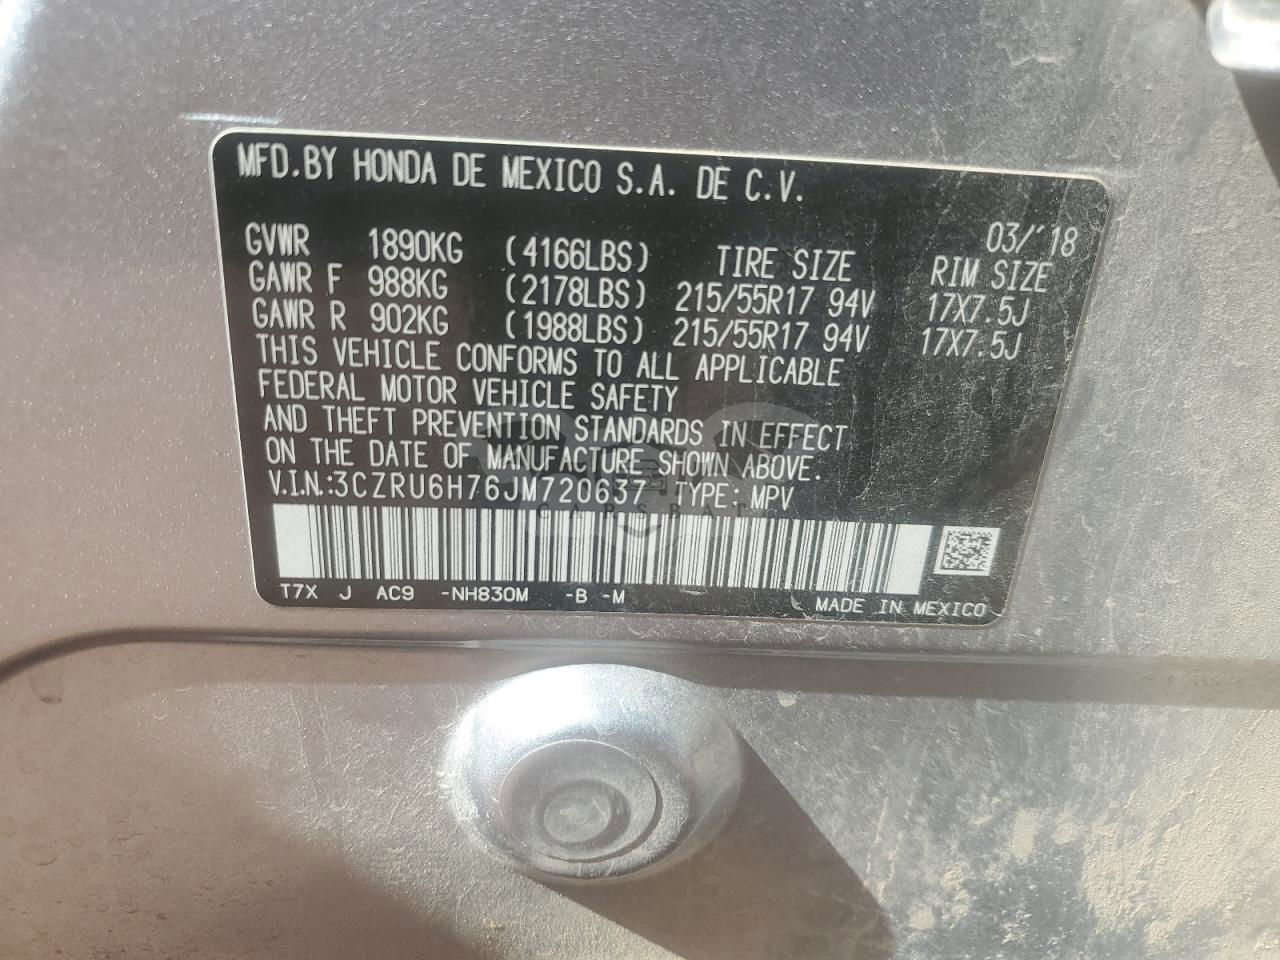 MFD.BY HONDA DE MEXICO S.A. DE C.V.
03/'18
GVWR 1890KG (4166LBS) TIRE SIZE RIM SIZE
GAWR F 988KG (2178LBS) 215/55R17 94V 17X7.5J
GAWR R 902KG (1988LBS) 215/55R17 94V 17X7.5J
THIS VEHICLE CONFORMS TO ALL APPLICABLE
FEDERAL MOTOR VEHICLE SAFETY
AND THEFT PREVENTION STANDARDS IN EFFECT
ON THE DATE OF MANUFACTURE SHOWN ABOVE.
V.I.N.:3CZRU6H76JM720637 TYPE: MPV
CARSBAT
T7X J AC9 -NH830M -B -M
MADE IN MEXICO